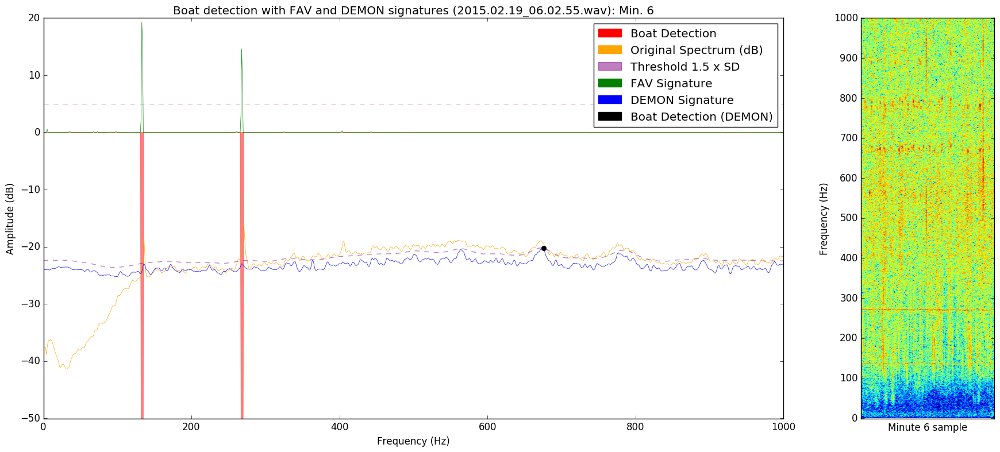 Boat detection with FAV and DEMON signatures (2015.02.19_06.02.55.wav): Min. 6
Boat Detection
Original Spectrum (dB)
Threshold 1.5 x SD
FAV Signature
DEMON Signature
Boat Detection (DEMON)
Amplitude (dB)
20
10
0
−10
−20
−30
−40
−50
0
200
400
600
800
1000
Frequency (Hz)
Frequency (Hz)
1000
900
800
700
600
500
400
300
200
100
0
Minute 6 sample